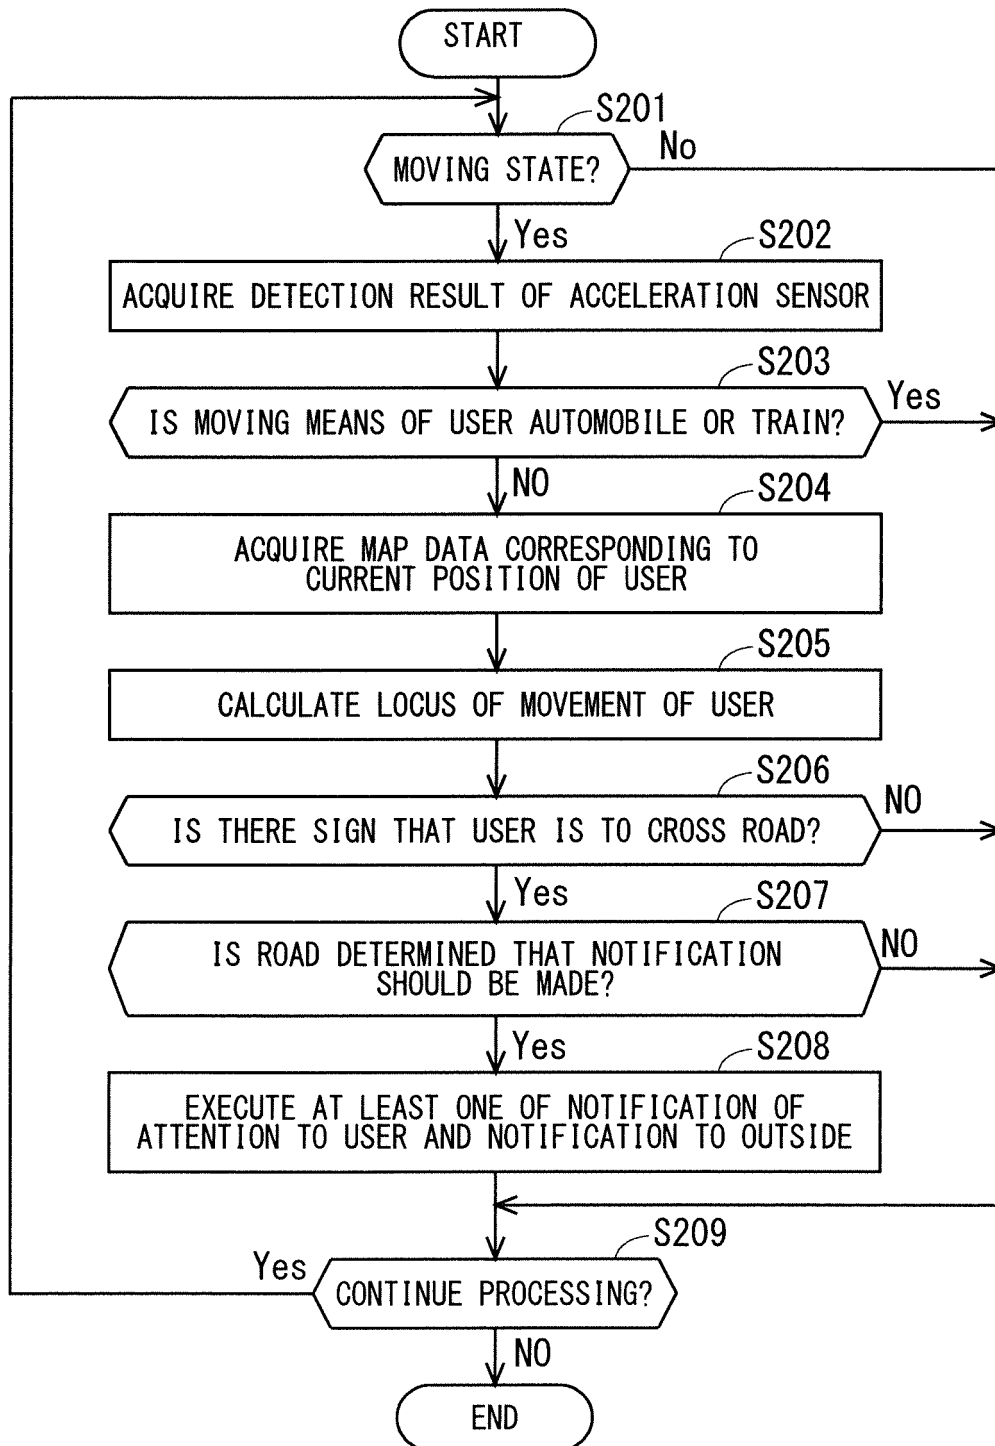 START
S201
MOVING STATE?
No
Yes
S202
ACQUIRE DETECTION RESULT OF ACCELERATION SENSOR
S203
IS MOVING MEANS OF USER AUTOMOBILE OR TRAIN?
Yes
NO
S204
ACQUIRE MAP DATA CORRESPONDING TO
CURRENT POSITION OF USER
S205
CALCULATE LOCUS OF MOVEMENT OF USER
S206
IS THERE SIGN THAT USER IS TO CROSS ROAD?
NO
Yes
S207
IS ROAD DETERMINED THAT NOTIFICATION
SHOULD BE MADE?
NO
Yes
S208
EXECUTE AT LEAST ONE OF NOTIFICATION OF
ATTENTION TO USER AND NOTIFICATION TO OUTSIDE
S209
Yes
CONTINUE PROCESSING?
NO
END